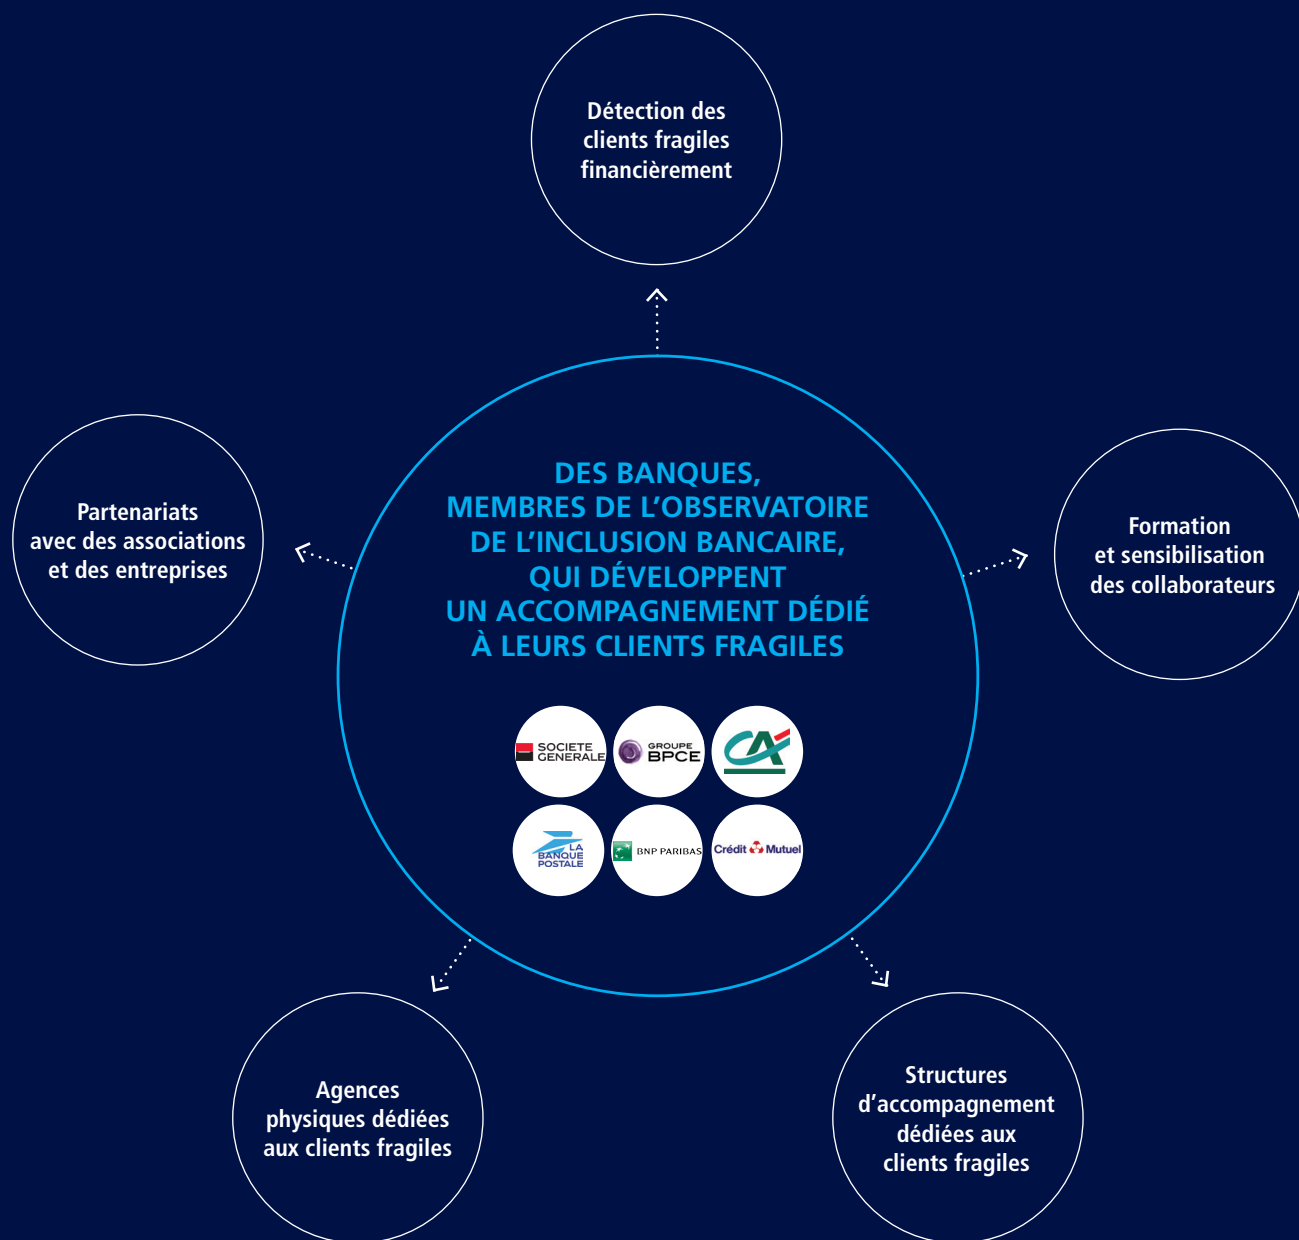 Détection des
clients fragiles
financièrement
Partenariats
avec des associations
et des entreprises
DES BANQUES,
MEMBRES DE L’OBSERVATOIRE
DE L’INCLUSION BANCAIRE,
QUI DÉVELOPPENT
UN ACCOMPAGNEMENT DÉDIÉ
À LEURS CLIENTS FRAGILES
Formation
et sensibilisation
des collaborateurs
SOCIETE
GENERALE
GROUPE
BPCE
CA
LA
BANQUE
POSTALE
BNP PARIBAS
Crédit Mutuel
Agences
physiques dédiées
aux clients fragiles
Structures
d’accompagnement
dédiées aux
clients fragiles